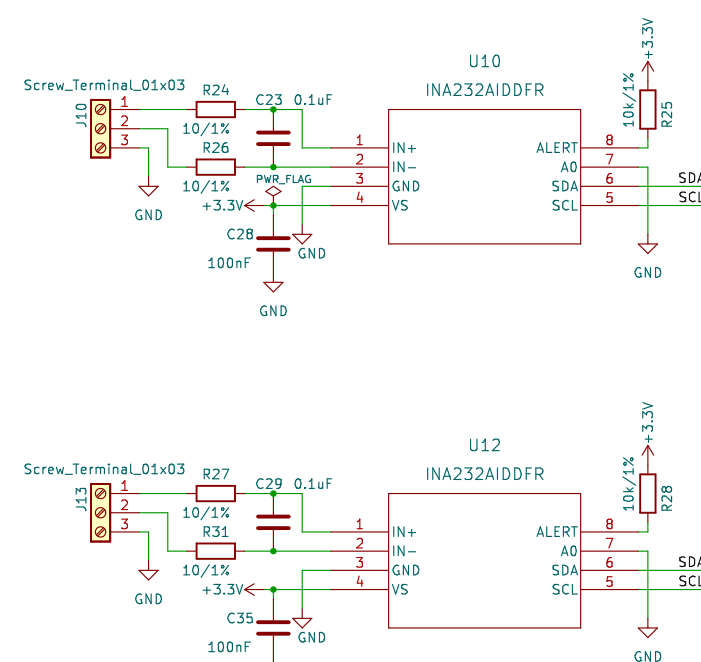 +3.3V
U10
INA232AIDDFR
Screw_Terminal_01x03
J10
1
2
3
R24
10/1%
C23 0.1uF
R26
10/1%
PWR_FLAG
+3.3V
GND
C28
100nF
GND
GND
1 IN+
2 IN-
3 GND
4 VS
ALERT 8
A0 7
SDA 6
SCL 5
10k/1%
R25
SDA
SCL
GND
+3.3V
U12
INA232AIDDFR
Screw_Terminal_01x03
J13
1
2
3
R27
10/1%
C29 0.1uF
R31
10/1%
+3.3V
GND
C35
100nF
GND
1 IN+
2 IN-
3 GND
4 VS
ALERT 8
A0 7
SDA 6
SCL 5
10k/1%
R28
SDA
SCL
GND